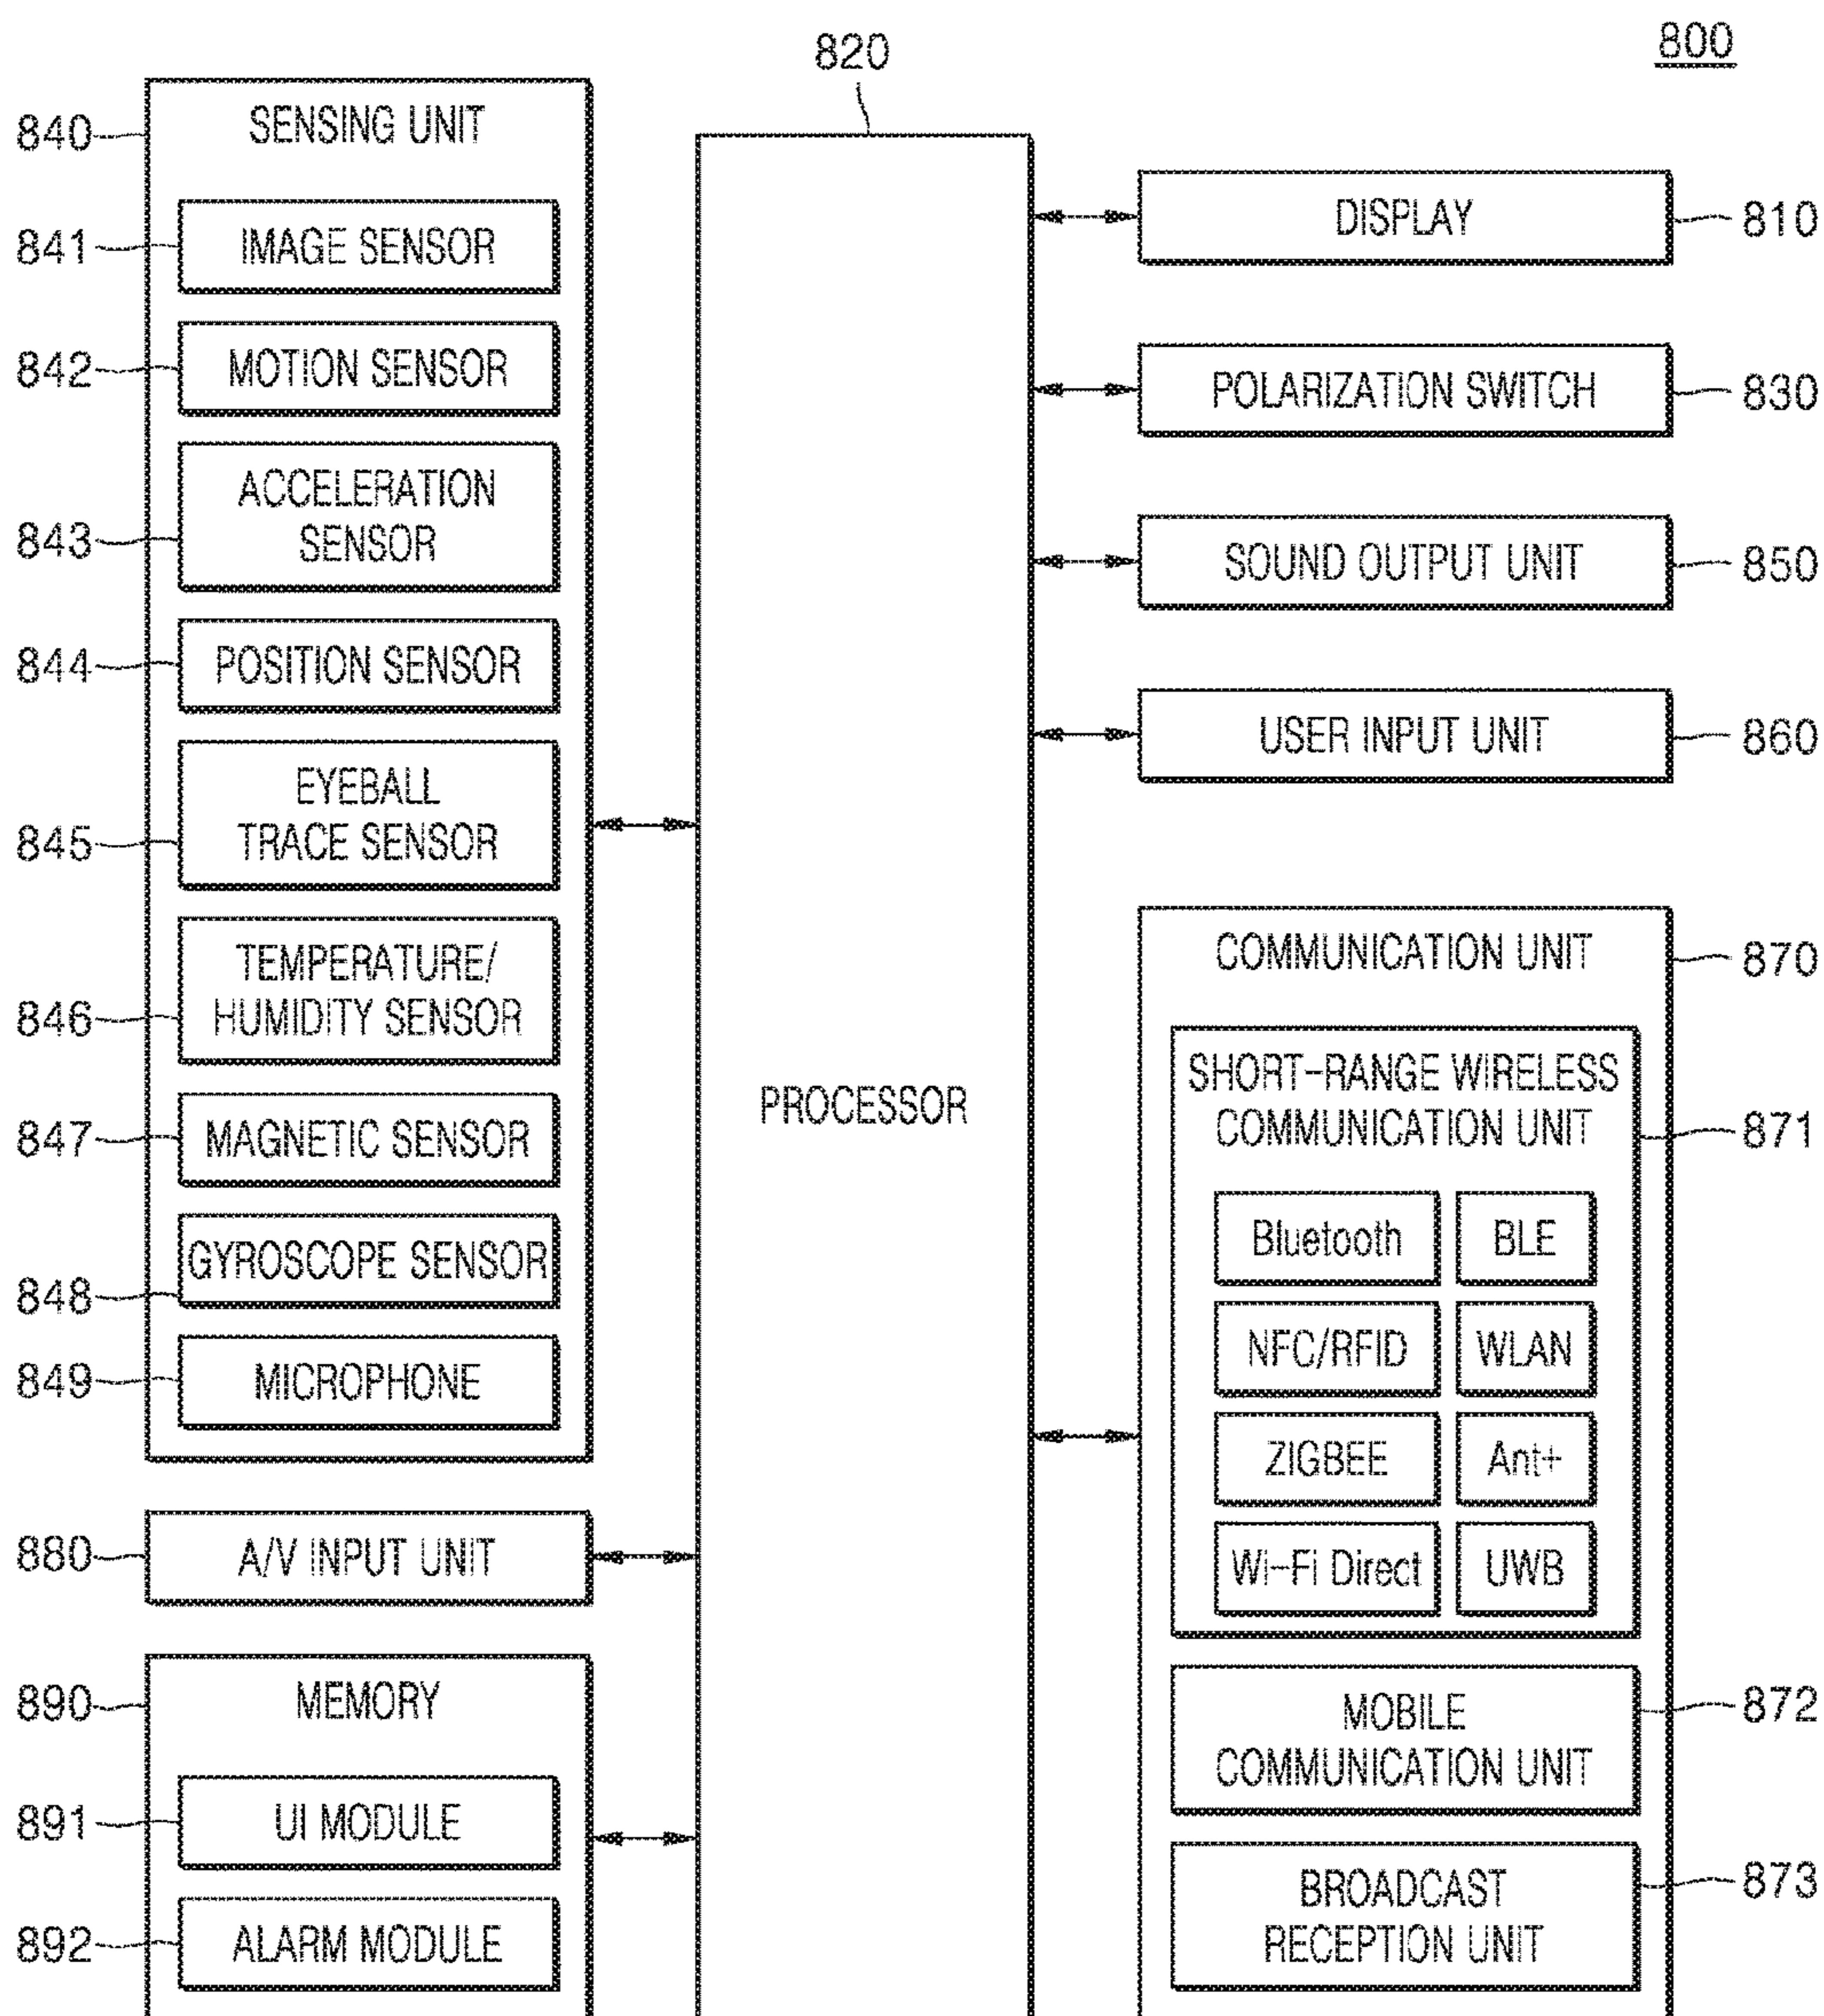 800
820
840
SENSING UNIT
841
IMAGE SENSOR
842
MOTION SENSOR
843
ACCELERATION
SENSOR
844
POSITION SENSOR
845
EYEBALL
TRACE SENSOR
846
TEMPERATURE/
HUMIDITY SENSOR
847
MAGNETIC SENSOR
848
GYROSCOPE SENSOR
849
MICROPHONE
880
A/V INPUT UNIT
890
MEMORY
891
UI MODULE
892
ALARM MODULE
PROCESSOR
DISPLAY
810
POLARIZATION SWITCH
830
SOUND OUTPUT UNIT
850
USER INPUT UNIT
860
COMMUNICATION UNIT
870
SHORT-RANGE WIRELESS
COMMUNICATION UNIT
871
Bluetooth
BLE
NFC/RFID
WLAN
ZIGBEE
Ant+
Wi-Fi Direct
UWB
MOBILE
COMMUNICATION UNIT
872
BROADCAST
RECEPTION UNIT
873